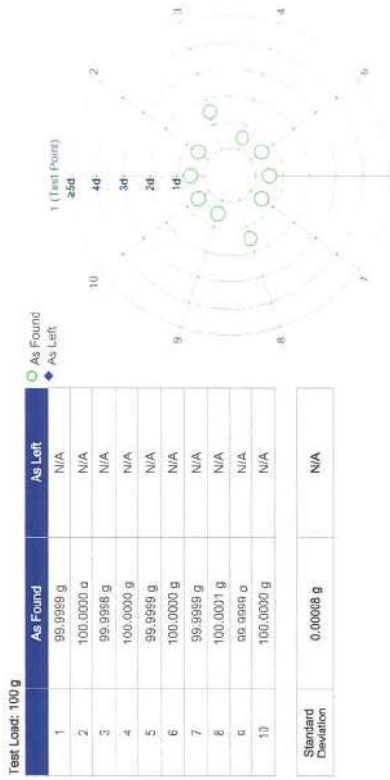 Test Load: 100 g
As Found As Left
1 99.9999 g N/A
2 100.0000 g N/A
3 99.9998 g N/A
4 100.0000 g N/A
5 99.9999 g N/A
6 100.0000 g N/A
7 99.9999 g N/A
8 100.0001 g N/A
9 99.9999 g N/A
10 100.0000 g N/A
Standard Deviation 0.00008 g N/A
As Found
As Left
1 (Test Point)
≥5d
4d
3d
2d
1d
2
3
4
6
7
8
9
10